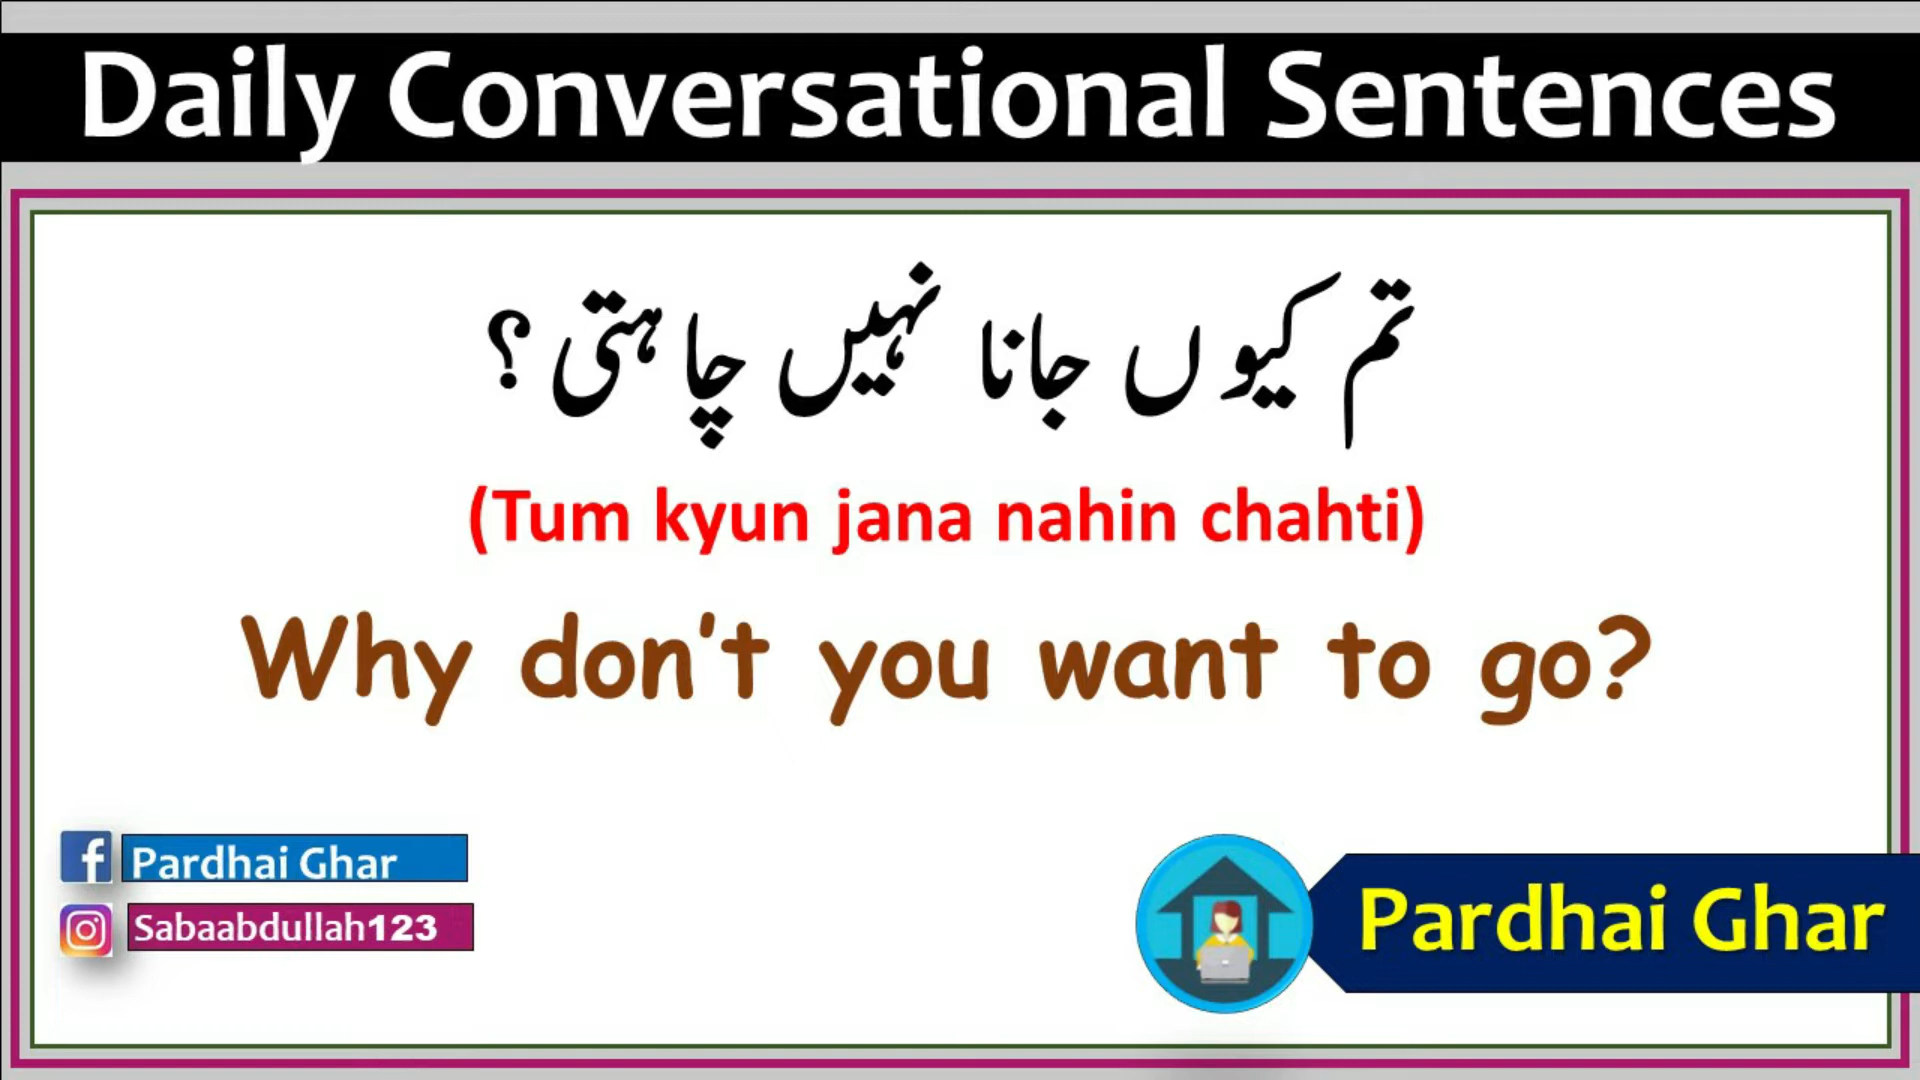 Daily Conversational Sentences
تم کیوں جانا نہیں چاہتی ؟
(Tum kyun jana nahin chahti)
Why don't you want to go?
Pardhai Ghar
Sabaabdullah123
Pardhai Ghar